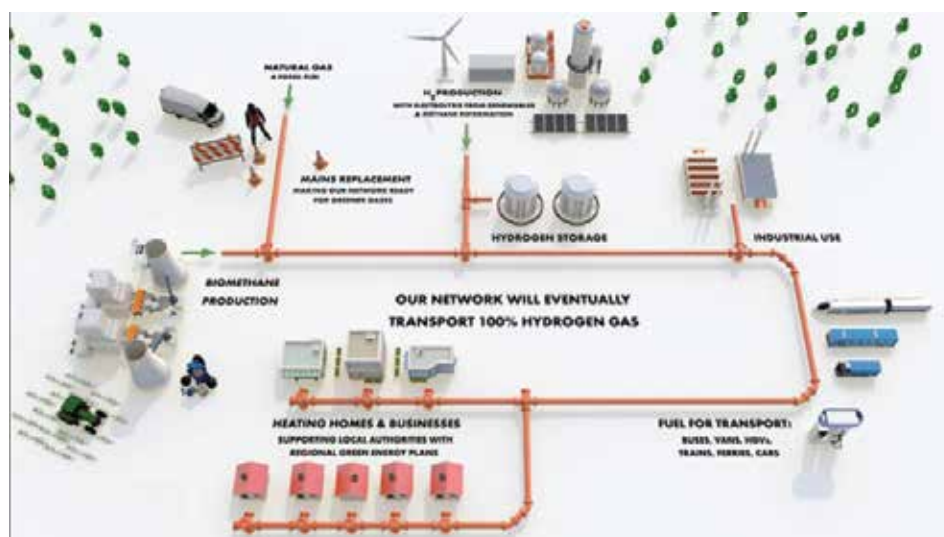 NATURAL GAS
A FOSSIL FUEL
H2 PRODUCTION
WITH ELECTROLYSIS FROM RENEWABLES
& METHANE REFORMATION
MAINS REPLACEMENT
MAKING OUR NETWORK READY
FOR GREENER GASES
HYDROGEN STORAGE
INDUSTRIAL USE
BIOMETHANE
PRODUCTION
OUR NETWORK WILL EVENTUALLY
TRANSPORT 100% HYDROGEN GAS
HEATING HOMES & BUSINESSES
SUPPORTING LOCAL AUTHORITIES WITH
REGIONAL GREEN ENERGY PLANS
FUEL FOR TRANSPORT:
BUSES, VANS, HGVs,
TRAINS, FERRIES, CARS